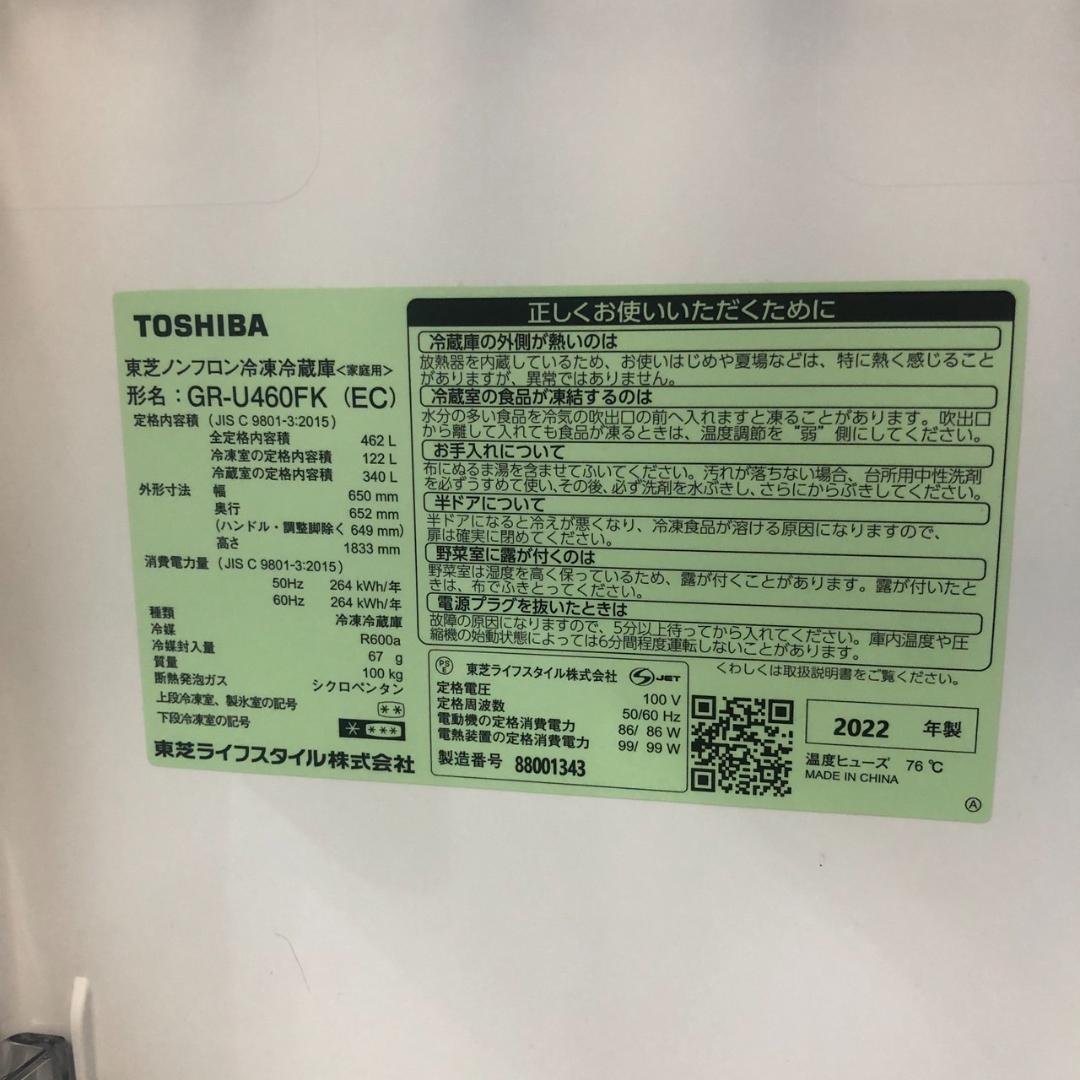 TOSHIBA
東芝ノンフロン冷凍冷蔵庫<家庭用>
形名：GR-U460FK (EC)
定格内容積 (JIS C 9801-3:2015)
全定格内容積 462 L
冷凍室の定格内容積 122 L
冷蔵室の定格内容積 340 L
外形寸法 幅 650 mm
奥行 652 mm
(ハンドル・調整脚除く 649 mm)
高さ 1833 mm
消費電力量 (JIS C 9801-3:2015)
50Hz 264 kWh/年
60Hz 264 kWh/年
種類 冷凍冷蔵庫
冷媒 R600a
冷媒封入量 67 g
質量 100 kg
断熱発泡ガス シクロペンタン
上段冷凍室、製氷室の記号 **
下段冷凍室の記号 * ***
東芝ライフスタイル株式会社
正しくお使いいただくために
冷蔵庫の外側が熱いのは
放熱器を内蔵しているため、お使いはじめや夏場などは、特に熱く感じること
がありますが、異常ではありません。
冷蔵室の食品が凍結するのは
水分の多い食品を冷気の吹出口の前へ入れますと凍ることがあります。吹出口
から離して入れても食品が凍るときは、温度調節を“弱”側にしてください。
お手入れについて
布にぬるま湯を含ませてふいてください。汚れが落ちない場合、台所用中性洗剤
を必ずうすめて使い、その後、必ず洗剤を水ぶきし、さらにからぶきしてください。
半ドアについて
半ドアになると冷えが悪くなり、冷凍食品が溶ける原因になりますので、
扉は確実に閉めてください。
野菜室に露が付くのは
野菜室は湿度を高く保っているため、露が付くことがあります。露が付いたと
きは、布でふきとってください。
電源プラグを抜いたときは
故障の原因になりますので、5分以上待ってから入れてください。庫内温度や圧
縮機の始動状態によっては6分間程度運転しないことがあります。
くわしくは取扱説明書をご覧ください。
PSE 東芝ライフスタイル株式会社 JET
定格電圧 100 V
定格周波数 50/60 Hz
電動機の定格消費電力 86/ 86 W
電熱装置の定格消費電力 99/ 99 W
製造番号 88001343
2022 年製
温度ヒューズ 76 ℃
MADE IN CHINA
Ⓐ